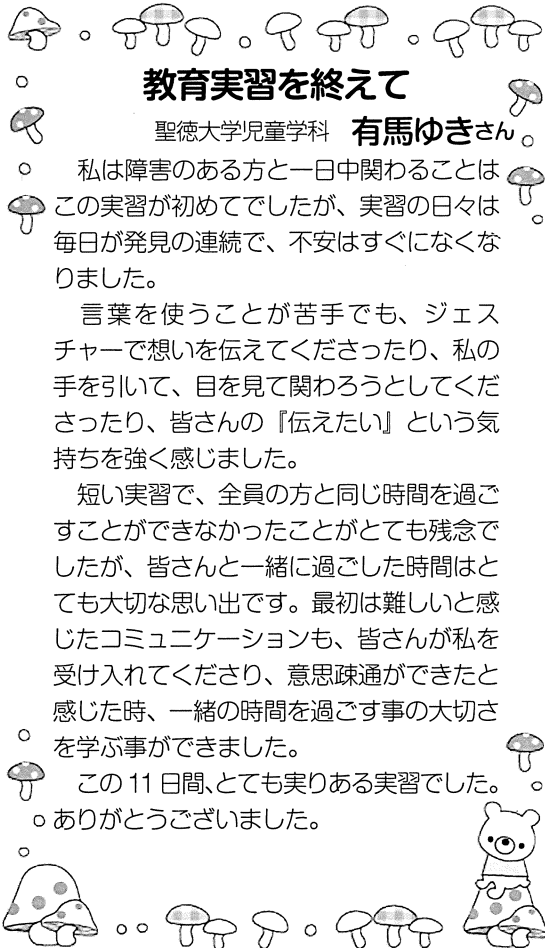 教育実習を終えて
聖徳大学児童学科　有馬ゆきさん
　私は障害のある方と一日中関わることは
この実習が初めてでしたが、実習の日々は
毎日が発見の連続で、不安はすぐになくな
りました。
　言葉を使うことが苦手でも、ジェス
チャーで想いを伝えてくださったり、私の
手を引いて、目を見て関わろうとしてくだ
さったり、皆さんの『伝えたい』という気
持ちを強く感じました。
　短い実習で、全員の方と同じ時間を過ご
すことができなかったことがとても残念で
したが、皆さんと一緒に過ごした時間はと
ても大切な思い出です。最初は難しいと感
じたコミュニケーションも、皆さんが私を
受け入れてくださり、意思疎通ができたと
感じた時、一緒の時間を過ごす事の大切さ
を学ぶ事ができました。
　この11日間、とても実りある実習でした。
ありがとうございました。